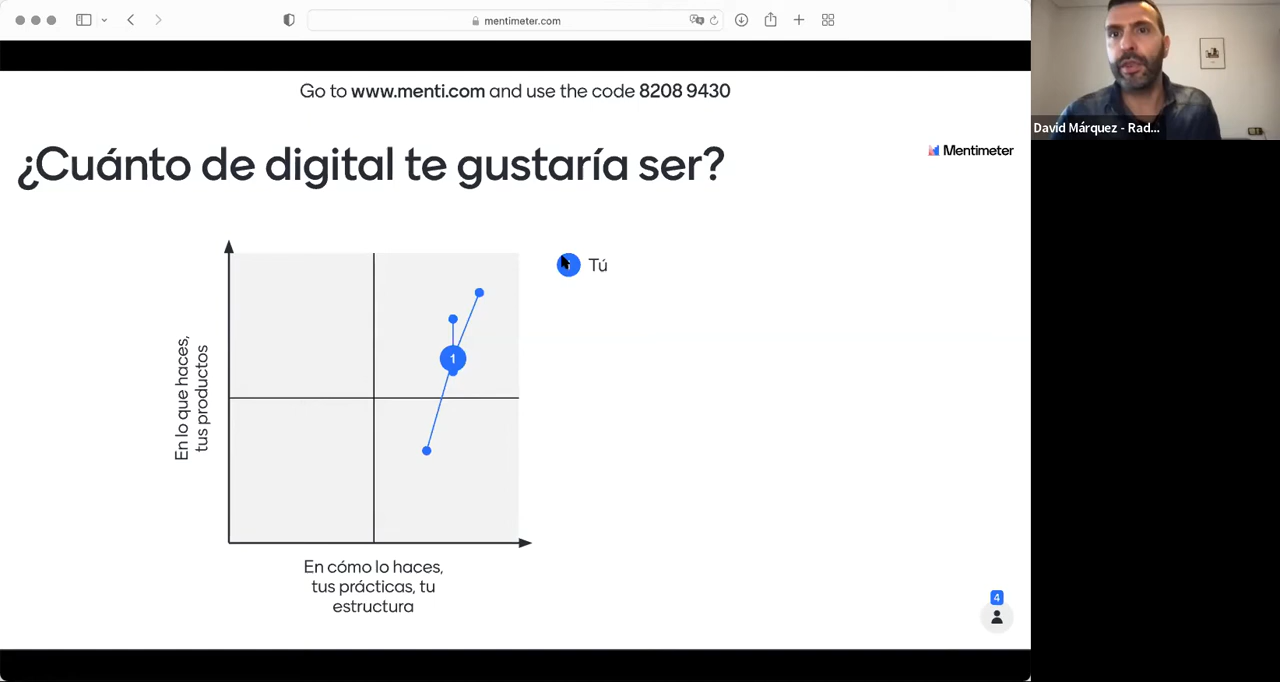 mentimeter.com
Go to www.menti.com and use the code 8208 9430
¿Cuánto de digital te gustaría ser?
Mentimeter
Tú
1
En lo que haces,
tus productos
En cómo lo haces,
tus prácticas, tu
estructura
4
David Márquez - Rad...